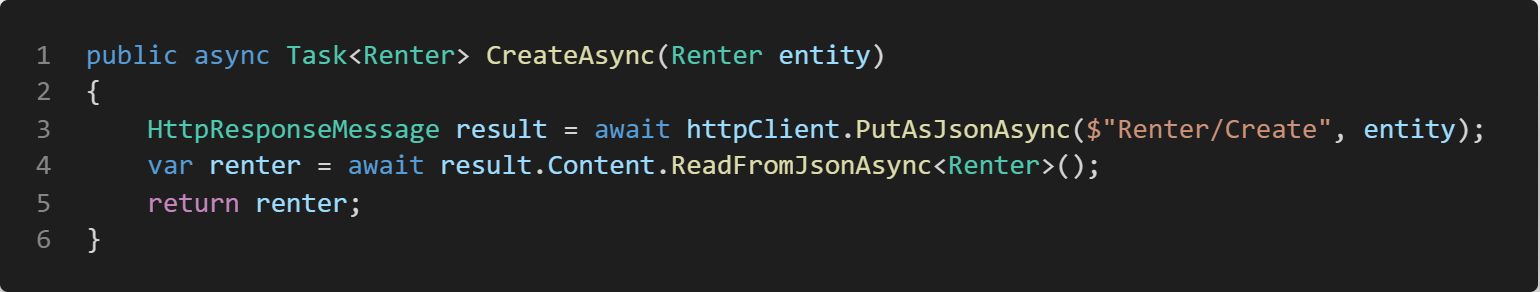 1 public async Task<Renter> CreateAsync(Renter entity)
2 {
3     HttpResponseMessage result = await httpClient.PutAsJsonAsync($"Renter/Create", entity);
4     var renter = await result.Content.ReadFromJsonAsync<Renter>();
5     return renter;
6 }